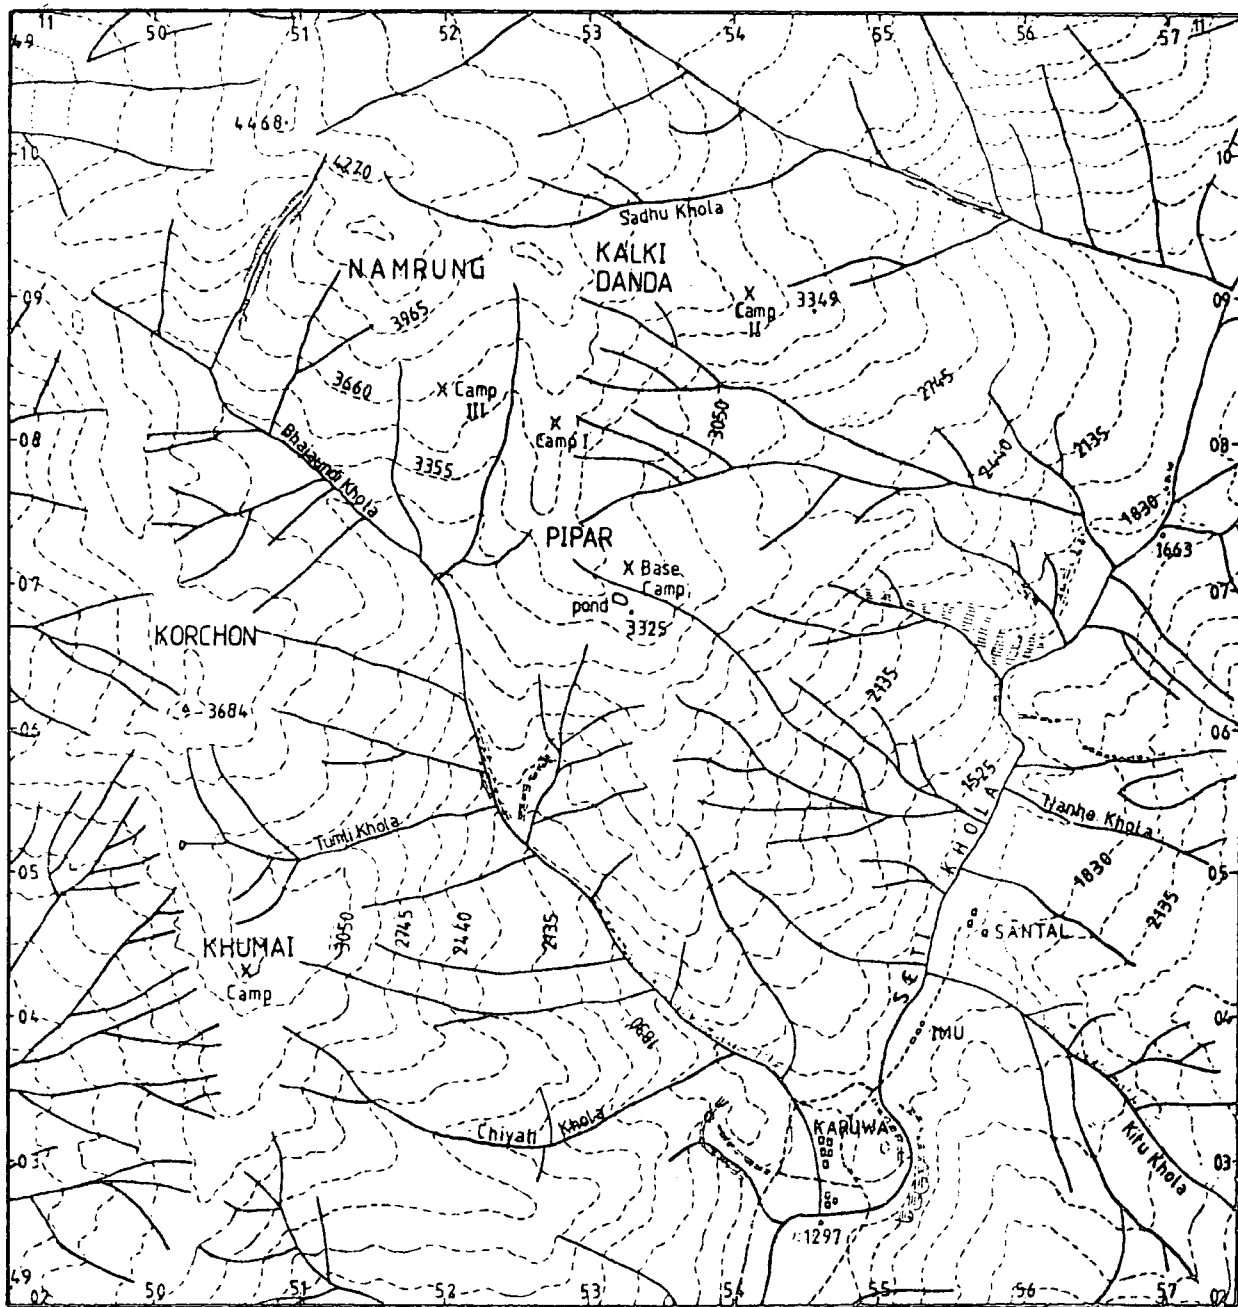 11
49
50
51
52
53
54
55
56
57
11
4468
10
4220
10
Sadhu Khola
NAMRUNG
KALKI
DANDA
09
3965
Camp
II
3349
09
3660
Camp
III
2745
3050
Camp I
08
Bhajaundi Khola
3355
2440
2135
08
1830
PIPAR
1663
07
Base
Camp
pond
3325
07
KORCHON
2135
3684
06
06
1525
Nanhe Khola
Tumli Khola
05
1830
05
3050
2745
2440
2135
2135
SANTAL
KHUMAI
Camp
SETI KHOLA
04
1830
IMU
04
Chiyah Khola
KARUWA
03
Kitu Khola
03
1297
49
02
50
51
52
53
54
55
56
57
02